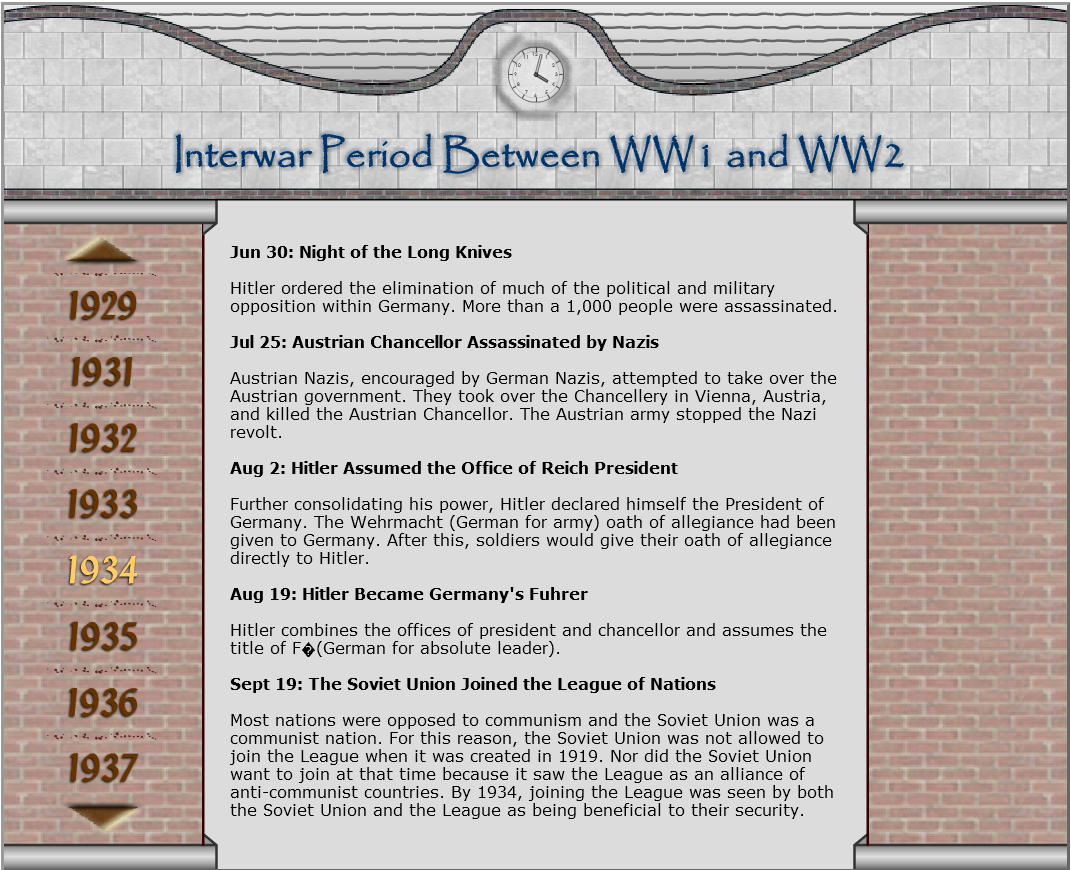 Interwar Period Between WW1 and WW2
1929
1931
1932
1933
1934
1935
1936
1937
Jun 30: Night of the Long Knives
Hitler ordered the elimination of much of the political and military
opposition within Germany. More than a 1,000 people were assassinated.
Jul 25: Austrian Chancellor Assassinated by Nazis
Austrian Nazis, encouraged by German Nazis, attempted to take over the
Austrian government. They took over the Chancellery in Vienna, Austria,
and killed the Austrian Chancellor. The Austrian army stopped the Nazi
revolt.
Aug 2: Hitler Assumed the Office of Reich President
Further consolidating his power, Hitler declared himself the President of
Germany. The Wehrmacht (German for army) oath of allegiance had been
given to Germany. After this, soldiers would give their oath of allegiance
directly to Hitler.
Aug 19: Hitler Became Germany's Fuhrer
Hitler combines the offices of president and chancellor and assumes the
title of F�(German for absolute leader).
Sept 19: The Soviet Union Joined the League of Nations
Most nations were opposed to communism and the Soviet Union was a
communist nation. For this reason, the Soviet Union was not allowed to
join the League when it was created in 1919. Nor did the Soviet Union
want to join at that time because it saw the League as an alliance of
anti-communist countries. By 1934, joining the League was seen by both
the Soviet Union and the League as being beneficial to their security.